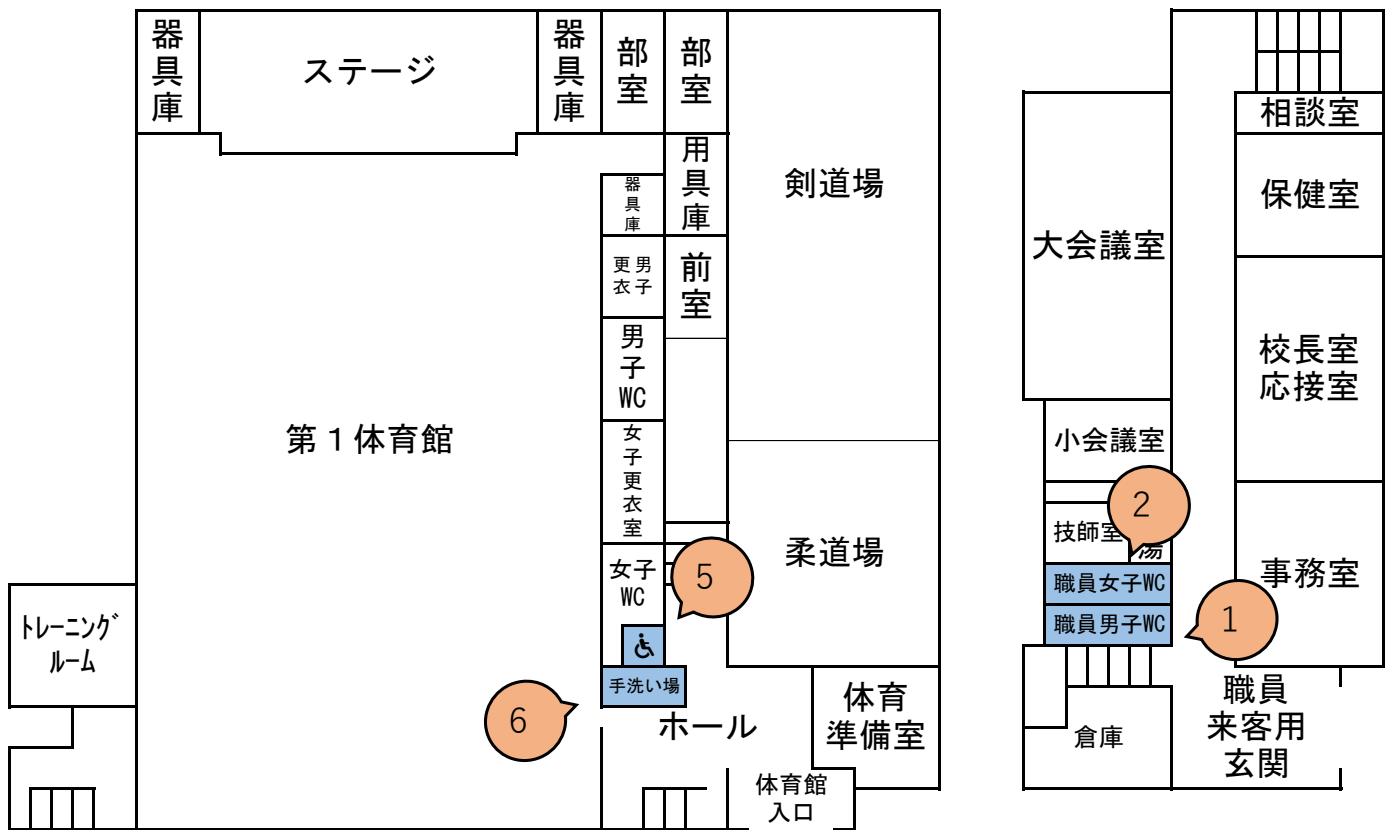 器具庫
ステージ
器具庫
部室
部室
用具庫
剣道場
器具庫
男子
更衣
前室
男子
WC
第１体育館
女子更衣室
女子
WC
5
柔道場
トレーニング
ルーム
手洗い場
6
ホール
体育
準備室
体育館
入口
相談室
保健室
大会議室
校長室
応接室
小会議室
2
技師室
湯
事務室
職員女子WC
職員男子WC
1
職員
来客用
玄関
倉庫